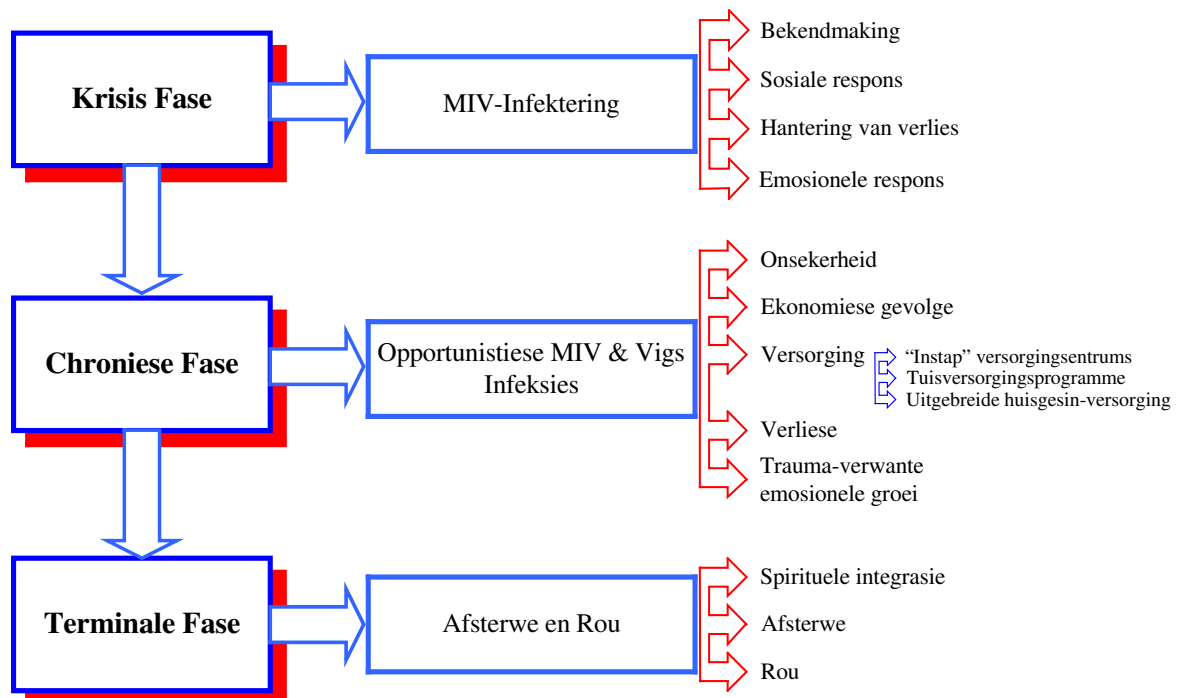 Krisis Fase
MIV-Infektering
Bekendmaking
Sosiale respons
Hantering van verlies
Emosionele respons
Chroniese Fase
Opportunistiese MIV & Vigs
Infeksies
Onsekerheid
Ekonomiese gevolge
Versorging
“Instap” versorgingsentrums
Tuisversorgingsprogramme
Uitgebreide huisgesin-versorging
Verliese
Trauma-verwante
emosionele groei
Terminale Fase
Afsterwe en Rou
Spirituele integrasie
Afsterwe
Rou